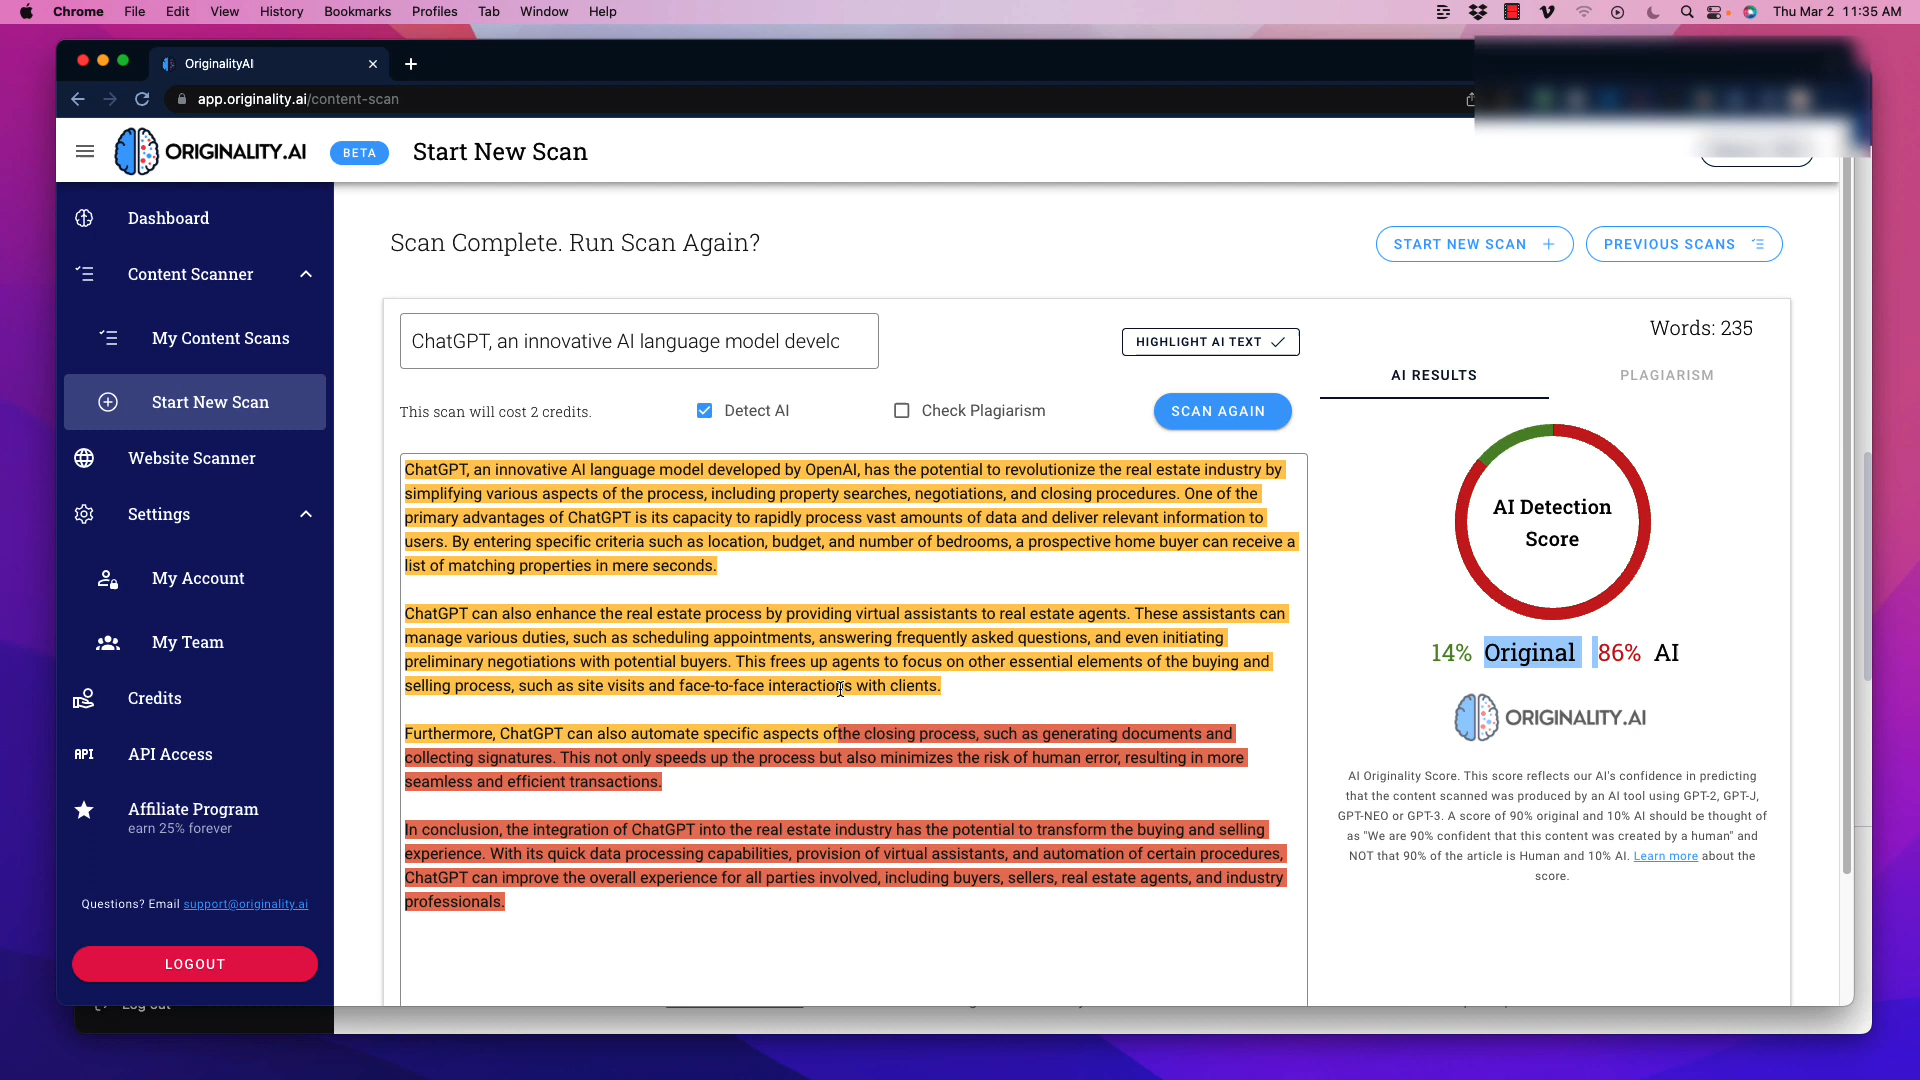 Chrome File Edit View History Bookmarks Profiles Tab Window Help
Thu Mar 2 11:35 AM
OriginalityAI
app.originality.ai/content-scan
ORIGINALITY.AI
BETA
Start New Scan
Dashboard
Content Scanner
My Content Scans
Start New Scan
Website Scanner
Settings
My Account
My Team
Credits
API API Access
Affiliate Program
earn 25% forever
Questions? Email support@originality.ai
LOGOUT
Scan Complete. Run Scan Again?
START NEW SCAN
PREVIOUS SCANS
ChatGPT, an innovative AI language model develo
HIGHLIGHT AI TEXT
This scan will cost 2 credits.
Detect AI
Check Plagiarism
SCAN AGAIN
ChatGPT, an innovative AI language model developed by OpenAI, has the potential to revolutionize the real estate industry by
simplifying various aspects of the process, including property searches, negotiations, and closing procedures. One of the
primary advantages of ChatGPT is its capacity to rapidly process vast amounts of data and deliver relevant information to
users. By entering specific criteria such as location, budget, and number of bedrooms, a prospective home buyer can receive a
list of matching properties in mere seconds.
ChatGPT can also enhance the real estate process by providing virtual assistants to real estate agents. These assistants can
manage various duties, such as scheduling appointments, answering frequently asked questions, and even initiating
preliminary negotiations with potential buyers. This frees up agents to focus on other essential elements of the buying and
selling process, such as site visits and face-to-face interactions with clients.
Furthermore, ChatGPT can also automate specific aspects ofthe closing process, such as generating documents and
collecting signatures. This not only speeds up the process but also minimizes the risk of human error, resulting in more
seamless and efficient transactions.
In conclusion, the integration of ChatGPT into the real estate industry has the potential to transform the buying and selling
experience. With its quick data processing capabilities, provision of virtual assistants, and automation of certain procedures,
ChatGPT can improve the overall experience for all parties involved, including buyers, sellers, real estate agents, and industry
professionals.
Words: 235
AI RESULTS
PLAGIARISM
AI Detection
Score
14% Original 86% AI
ORIGINALITY.AI
AI Originality Score. This score reflects our AI's confidence in predicting
that the content scanned was produced by an AI tool using GPT-2, GPT-J,
GPT-NEO or GPT-3. A score of 90% original and 10% AI should be thought of
as "We are 90% confident that this content was created by a human" and
NOT that 90% of the article is Human and 10% AI. Learn more about the
score.